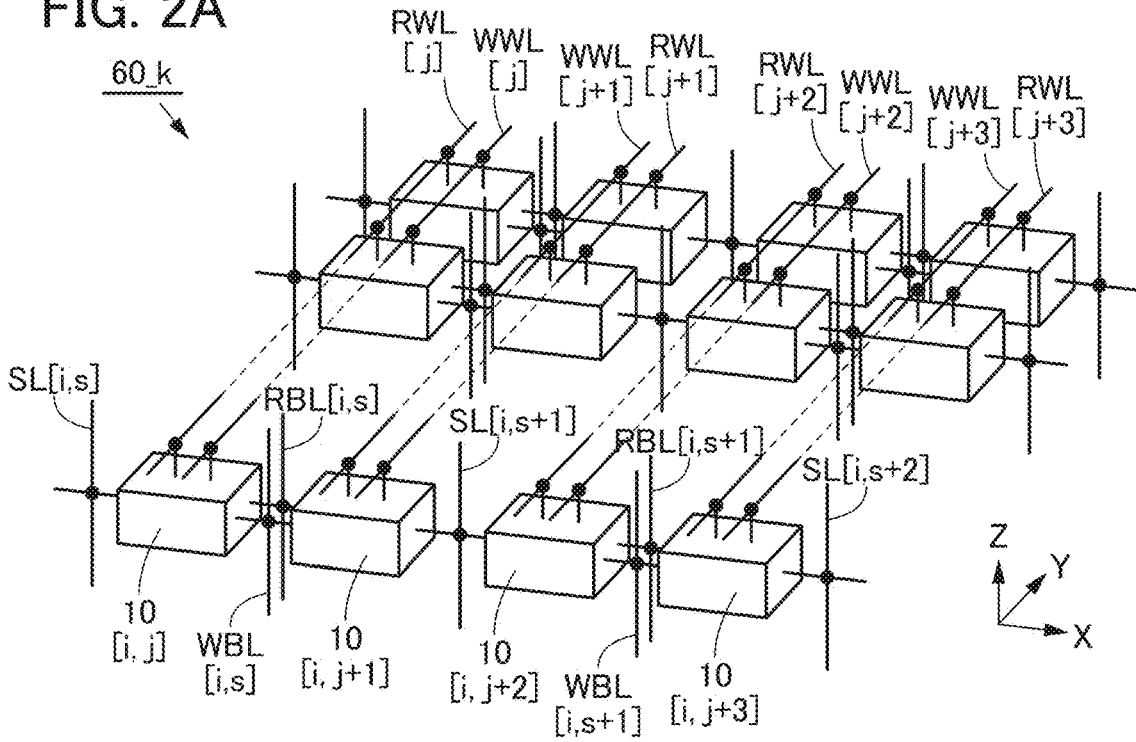 FIG. 2A
60_k
RWL
[ j]
WWL
[ j]
WWL
[ j+1]
RWL
[ j+1]
RWL
[ j+2]
WWL
[ j+2]
WWL
[ j+3]
RWL
[ j+3]
SL[i,s]
RBL[i,s]
SL[i,s+1]
RBL[i,s+1]
SL[i,s+2]
10
[i, j]
WBL
[i,s]
10
[i, j+1]
10
[i, j+2]
WBL
[i,s+1]
10
[i, j+3]
Z
Y
X